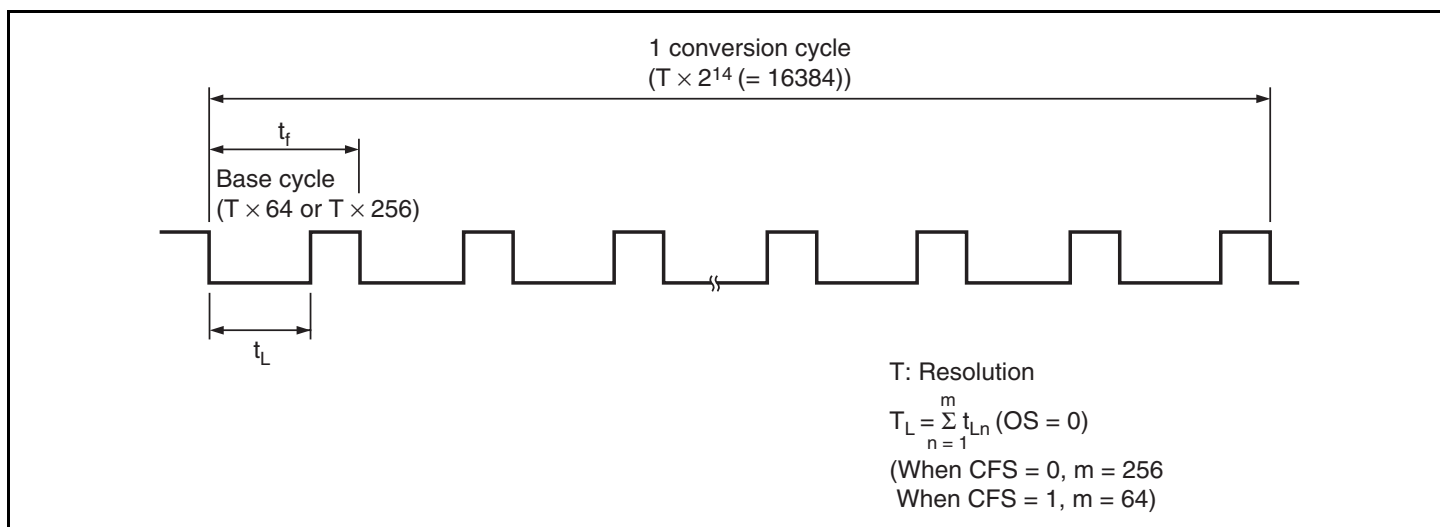 1 conversion cycle
(T × 2¹⁴ (= 16384))
t_f
Base cycle
(T × 64 or T × 256)
t_L
T: Resolution
m
T_L = Σ t_Ln (OS = 0)
n = 1
(When CFS = 0, m = 256
When CFS = 1, m = 64)